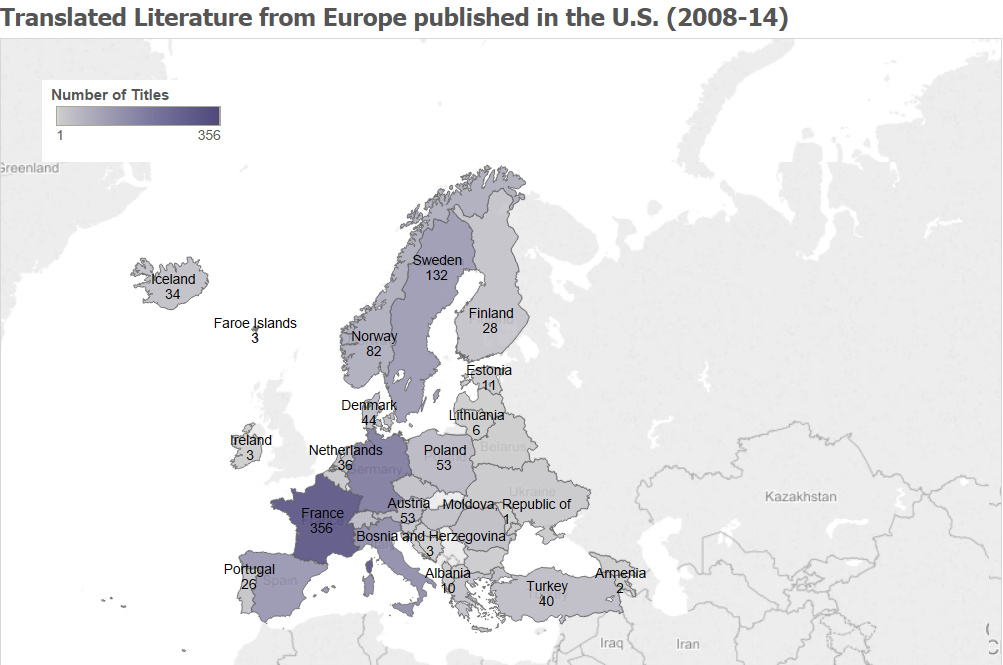 Translated Literature from Europe published in the U.S. (2008-14)
Number of Titles
1 356
Greenland
Sweden
132
Iceland
34
Finland
28
Faroe Islands
3
Norway
82
Estonia
11
Denmark
44
Lithuania
6
Ireland
3
Netherlands
36
Poland
53
Belarus
Germany
Ukraine
Kazakhstan
Austria
53
Moldova, Republic of
1
France
356
Bosnia and Herzegovina
3
Portugal
26
Spain
Albania
10
Turkey
40
Armenia
2
Iraq
Iran